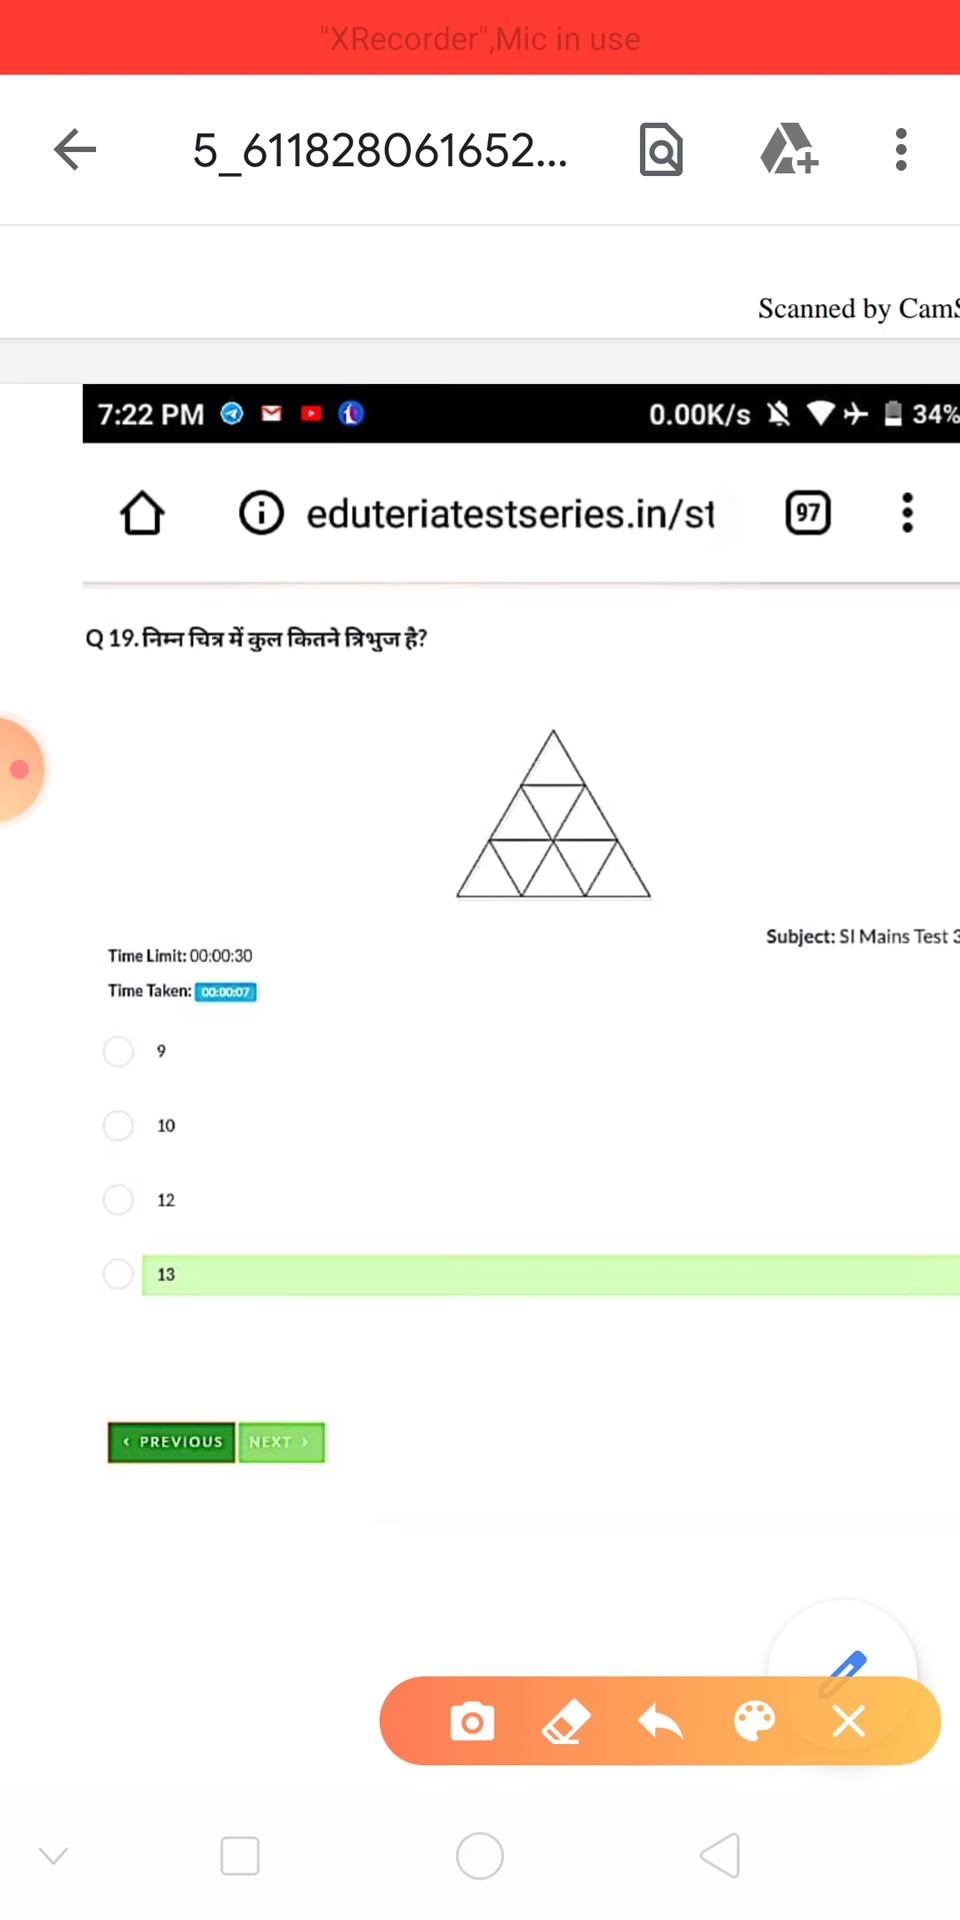 "XRecorder",Mic in use
5_611828061652...
Scanned by CamS
7:22 PM
0.00K/s
34%
eduteriatestseries.in/st
97
Q 19.निम्न चित्र में कुल कितने त्रिभुज है?
Subject: SI Mains Test 3
Time Limit: 00:00:30
Time Taken: 00:00:07
9
10
12
13
‹ PREVIOUS
NEXT ›